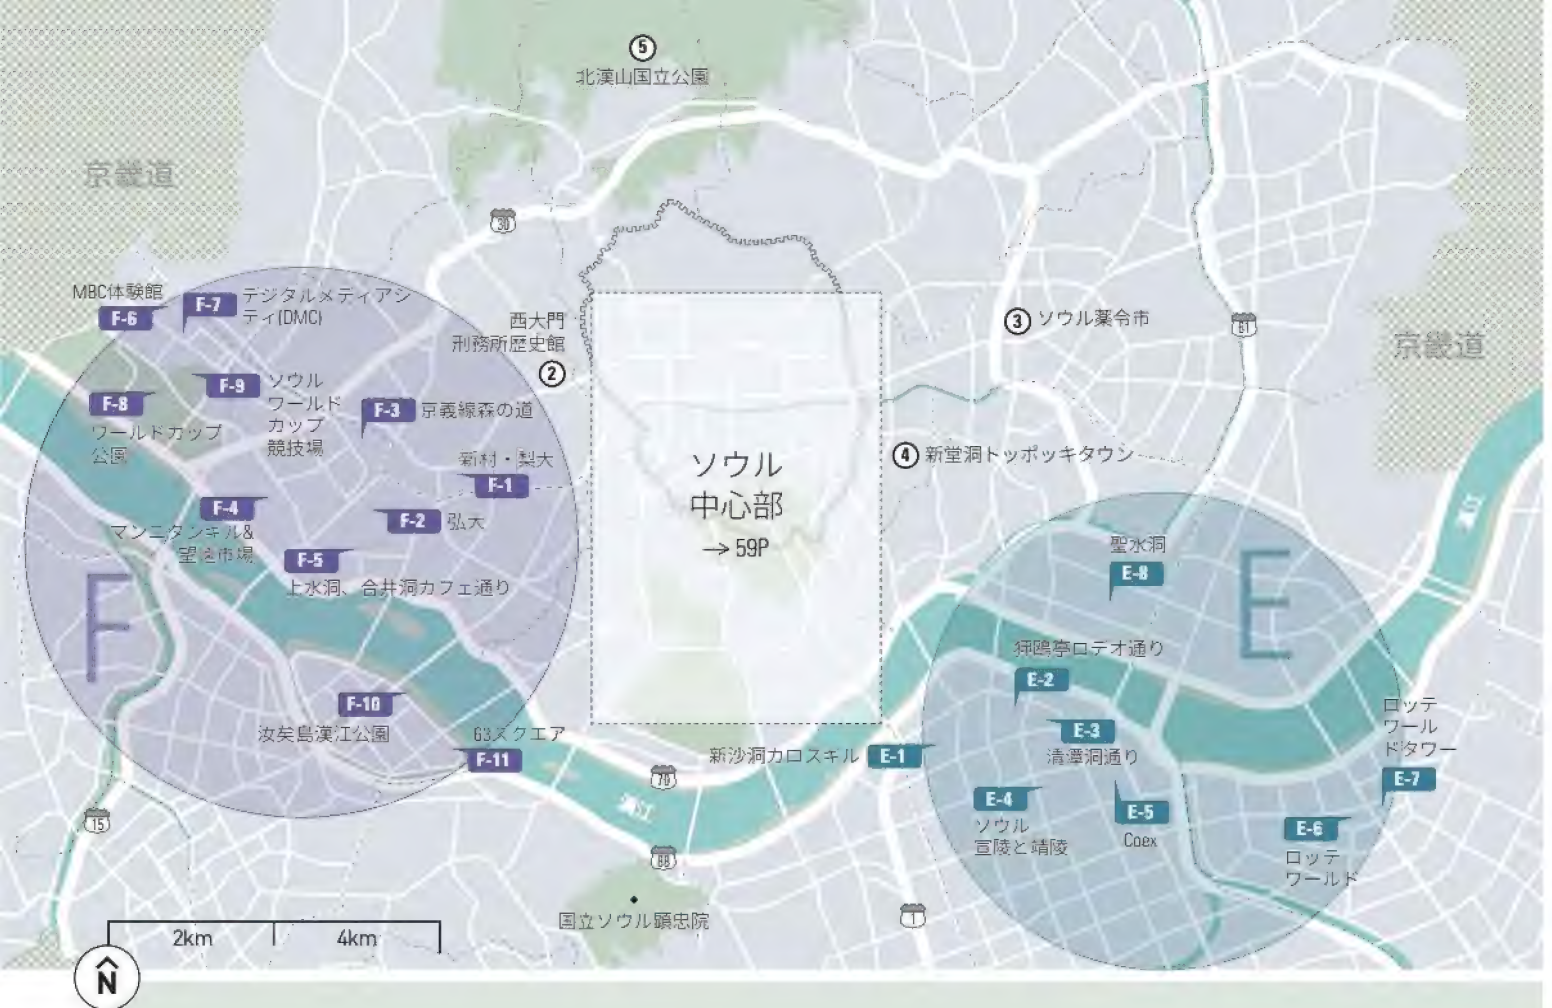 ⑤
北漢山国立公園
京畿道
30
MBC体験館
F-6
F-7
デジタルメディアシ
ティ(DMC)
西大門
刑務所歴史館
②
③ ソウル薬令市
61
京畿道
F-9
ソウル
ワールド
カップ
競技場
F-8
ワールドカップ
公園
F-3 京義線森の道
新村・梨大
F-1
④ 新堂洞トッポッキタウン
ソウル
中心部
→ 59P
F-4
マンニタンキル&
望遠市場
F-2 弘大
F-5
上水洞、合井洞カフェ通り
F
漢江
聖水洞
E-8
E
狎鷗亭ロデオ通り
E-2
F-10
汝矣島漢江公園
63スクエア
F-11
新沙洞カロスキル E-1
E-3
清潭洞通り
ロッテ
ワール
ドタワー
E-7
70
漢江
E-4
ソウル
宣陵と靖陵
E-5
Coex
E-6
ロッテ
ワールド
15
88
国立ソウル顕忠院
1
2km 4km
N